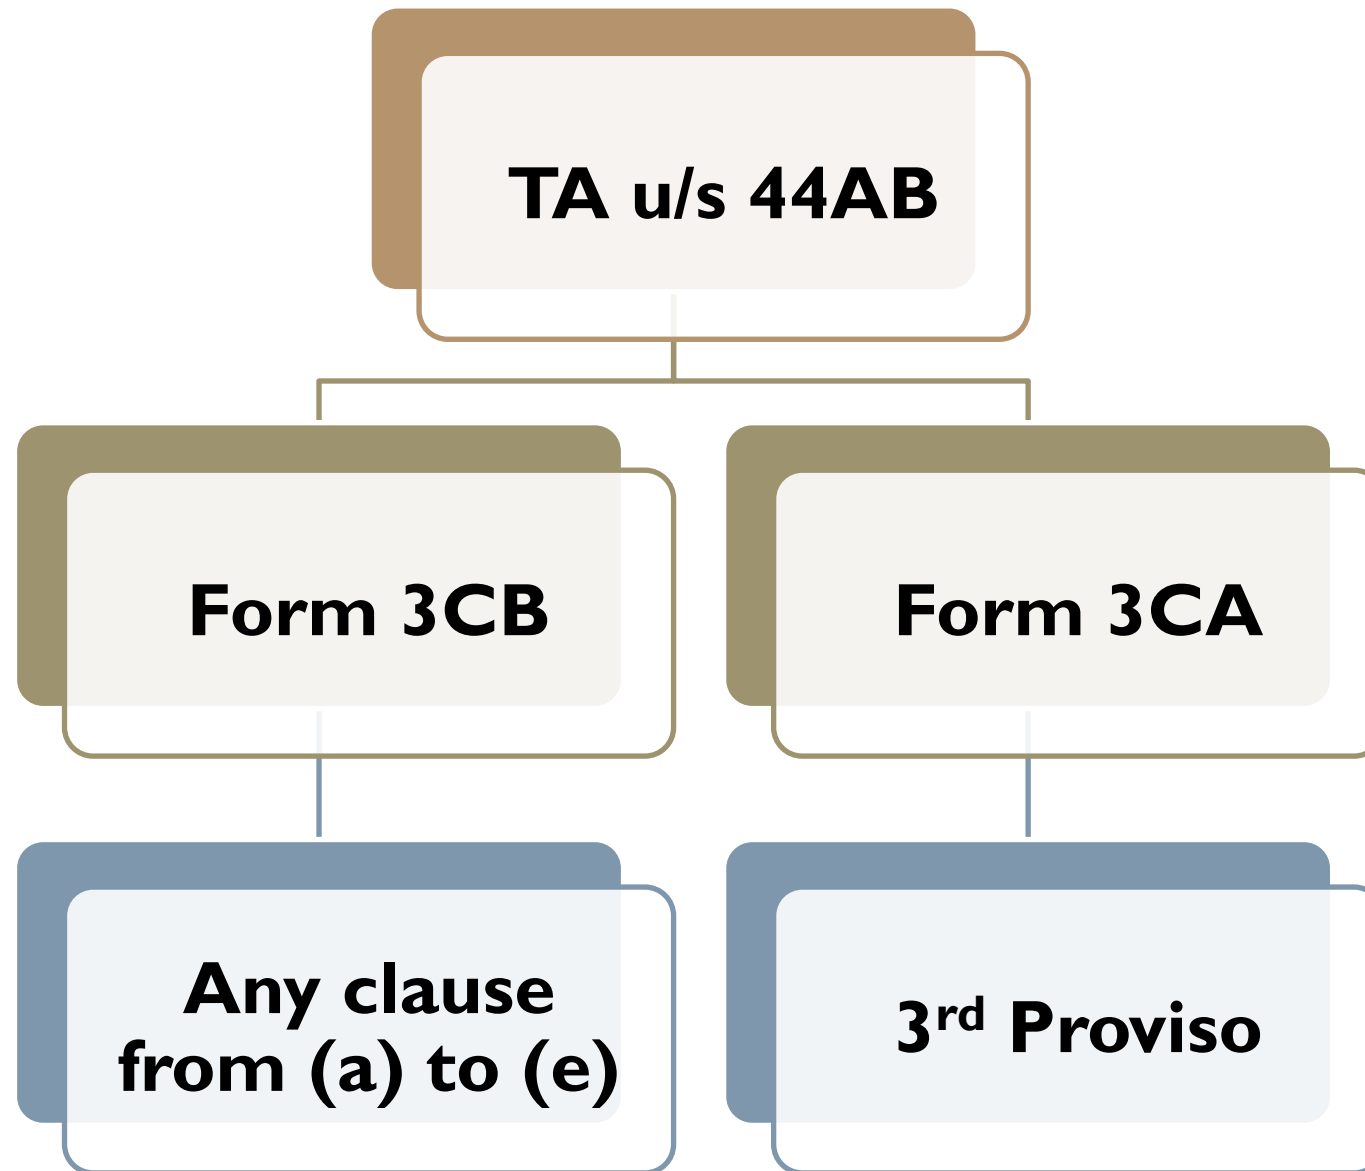 TA u/s 44AB
Form 3CB
Form 3CA
Any clause
from (a) to (e)
3rd Proviso